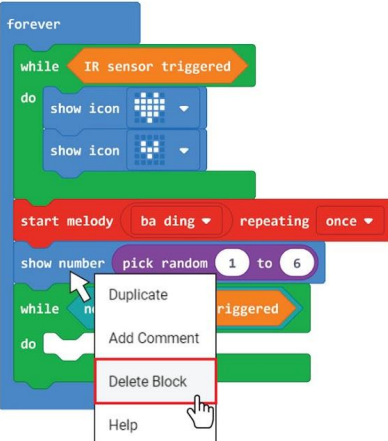 forever
while IR sensor triggered
do
show icon
show icon
start melody ba ding repeating once
show number pick random 1 to 6
Duplicate
while
Add Comment
do
Delete Block
Help